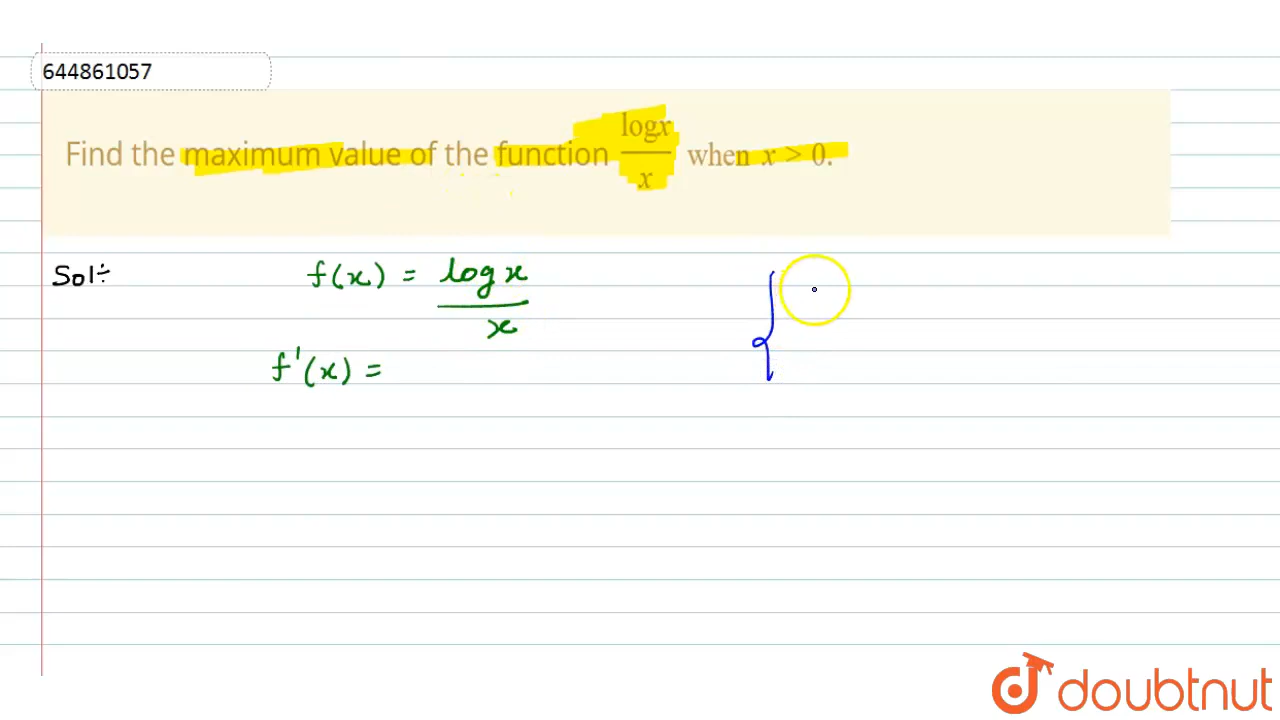 644861057
Find the maximum value of the function logx/x when x > 0.
Sol÷ f(x) = log x/x
f'(x) =
doubtnut